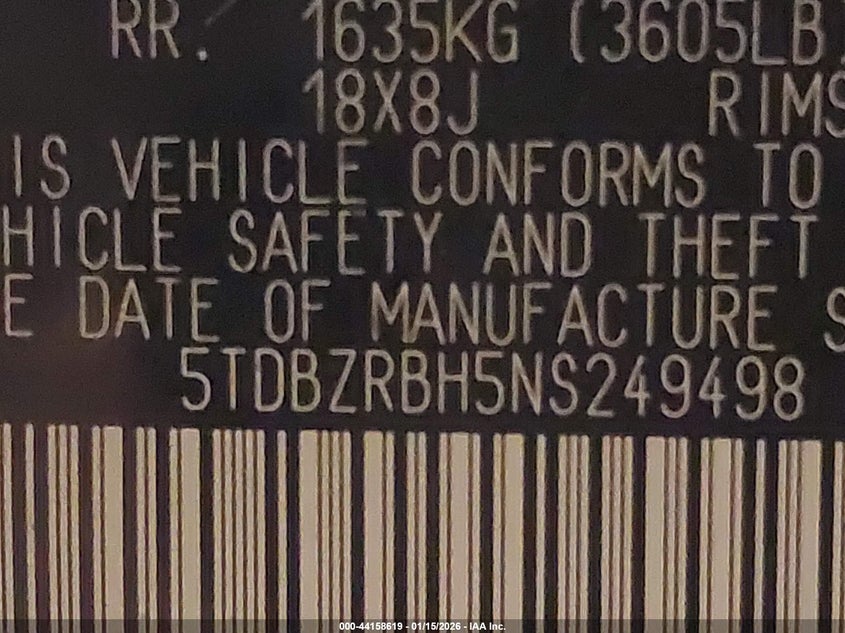 RR. 1635KG (3605LB)
18X8J RIMS
IS VEHICLE CONFORMS TO
HICLE SAFETY AND THEFT
E DATE OF MANUFACTURE S
5TDBZRBH5NS249498
000-44158619 - 01/15/2026 - IAA Inc.